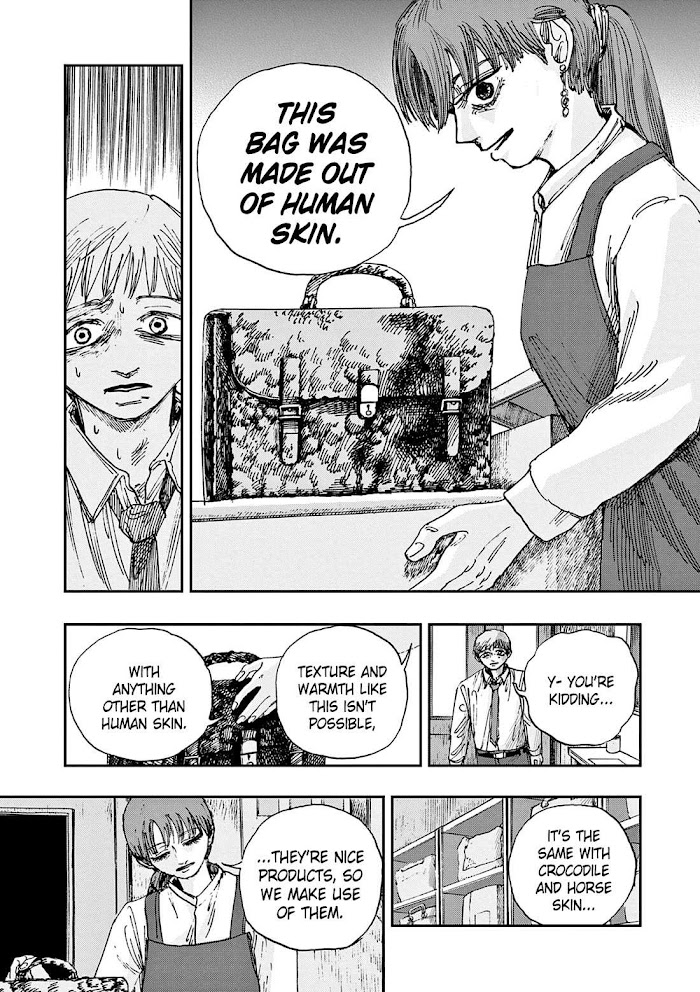 THIS
BAG WAS
MADE OUT
OF HUMAN
SKIN.
Y- YOU'RE
KIDDING...
TEXTURE AND
WARMTH LIKE
THIS ISN'T
POSSIBLE,
WITH
ANYTHING
OTHER THAN
HUMAN SKIN.
IT'S THE
SAME WITH
CROCODILE
AND HORSE
SKIN...
...THEY'RE NICE
PRODUCTS, SO
WE MAKE USE
OF THEM.